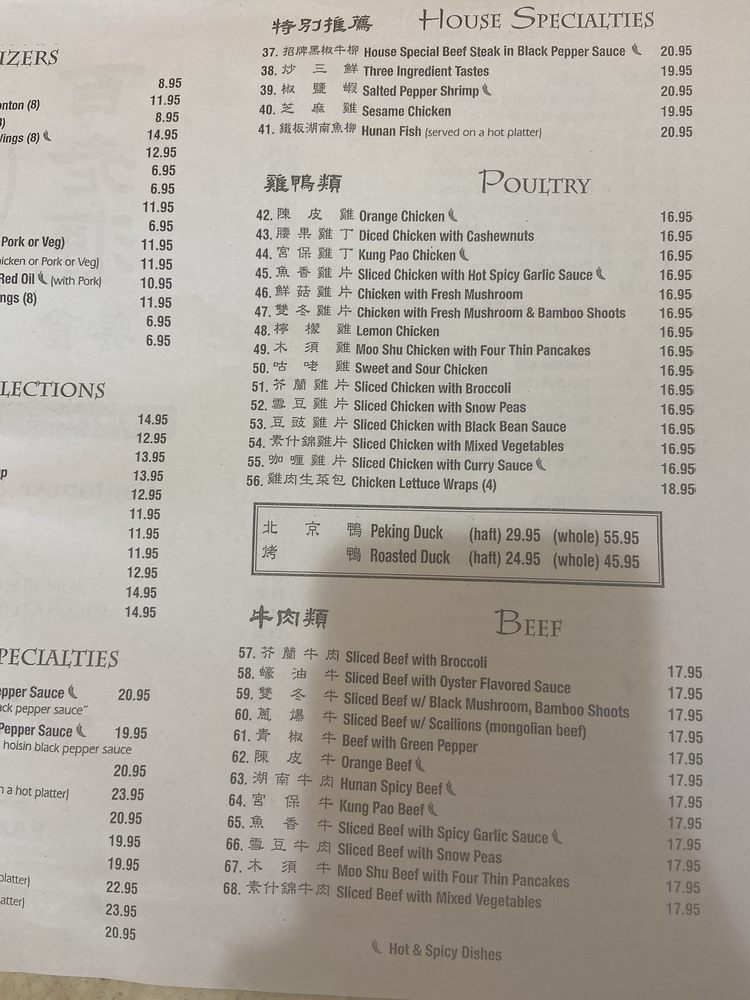 IZERS
8.95
onton (8) 11.95
8) 8.95
Vings (8) 14.95
12.95
6.95
6.95
11.95
6.95
Pork or Veg) 11.95
icken or Pork or Veg) 11.95
Red Oil (with Pork) 10.95
ngs (8) 11.95
6.95
6.95
LECTIONS
14.95
12.95
13.95
p 13.95
12.95
11.95
11.95
11.95
12.95
14.95
14.95
PECIALTIES
epper Sauce 20.95
ack pepper sauce"
Pepper Sauce 19.95
hoisin black pepper sauce
20.95
n a hot platter) 23.95
20.95
19.95
19.95
platter) 22.95
atter) 23.95
20.95
特別推薦 HOUSE SPECIALTIES
37. 招牌黑椒牛柳 House Special Beef Steak in Black Pepper Sauce 20.95
38. 炒三鮮 Three Ingredient Tastes 19.95
39. 椒鹽蝦 Salted Pepper Shrimp 20.95
40. 芝麻雞 Sesame Chicken 19.95
41. 鐵板湖南魚柳 Hunan Fish (served on a hot platter) 20.95
雞鴨類 POULTRY
42. 陳皮雞 Orange Chicken 16.95
43. 腰果雞丁 Diced Chicken with Cashewnuts 16.95
44. 宮保雞丁 Kung Pao Chicken 16.95
45. 魚香雞片 Sliced Chicken with Hot Spicy Garlic Sauce 16.95
46. 鮮菇雞片 Chicken with Fresh Mushroom 16.95
47. 雙冬雞片 Chicken with Fresh Mushroom & Bamboo Shoots 16.95
48. 檸檬雞 Lemon Chicken 16.95
49. 木須雞 Moo Shu Chicken with Four Thin Pancakes 16.95
50. 咕咾雞 Sweet and Sour Chicken 16.95
51. 芥蘭雞片 Sliced Chicken with Broccoli 16.95
52. 雪豆雞片 Sliced Chicken with Snow Peas 16.95
53. 豆豉雞片 Sliced Chicken with Black Bean Sauce 16.95
54. 素什錦雞片 Sliced Chicken with Mixed Vegetables 16.95
55. 咖喱雞片 Sliced Chicken with Curry Sauce 16.95
56. 雞肉生菜包 Chicken Lettuce Wraps (4) 18.95
北京鴨 Peking Duck (haft) 29.95 (whole) 55.95
烤鴨 Roasted Duck (haft) 24.95 (whole) 45.95
牛肉類 BEEF
57. 芥蘭牛肉 Sliced Beef with Broccoli 17.95
58. 蠔油牛 Sliced Beef with Oyster Flavored Sauce 17.95
59. 雙冬牛 Sliced Beef w/ Black Mushroom, Bamboo Shoots 17.95
60. 蔥爆牛 Sliced Beef w/ Scailions (mongolian beef) 17.95
61. 青椒牛 Beef with Green Pepper 17.95
62. 陳皮牛 Orange Beef 17.95
63. 湖南牛肉 Hunan Spicy Beef 17.95
64. 宮保牛 Kung Pao Beef 17.95
65. 魚香牛 Sliced Beef with Spicy Garlic Sauce 17.95
66. 雪豆牛肉 Sliced Beef with Snow Peas 17.95
67. 木須牛 Moo Shu Beef with Four Thin Pancakes 17.95
68. 素什錦牛肉 Sliced Beef with Mixed Vegetables 17.95
Hot & Spicy Dishes